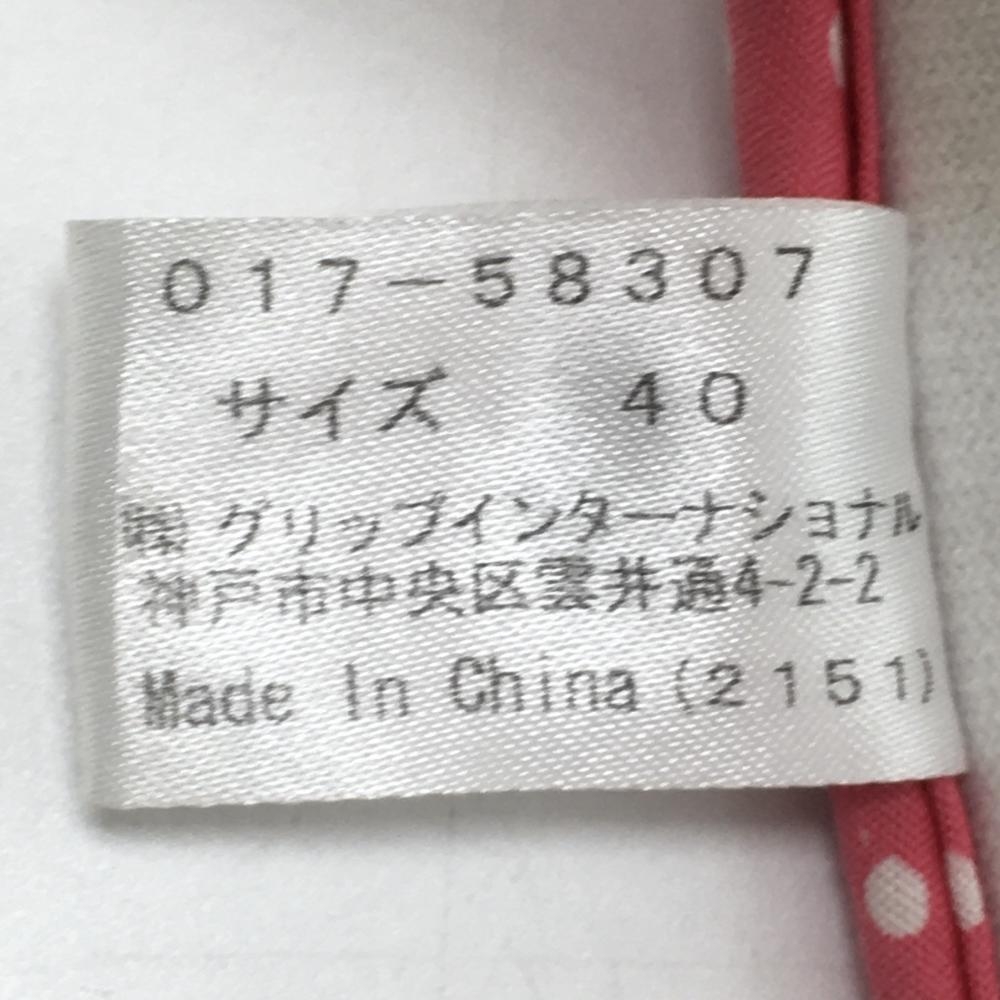 017-58307
サイズ 40
㈱グリップインターナショナル
神戸市中央区雲井通4-2-2
Made In China (2151)